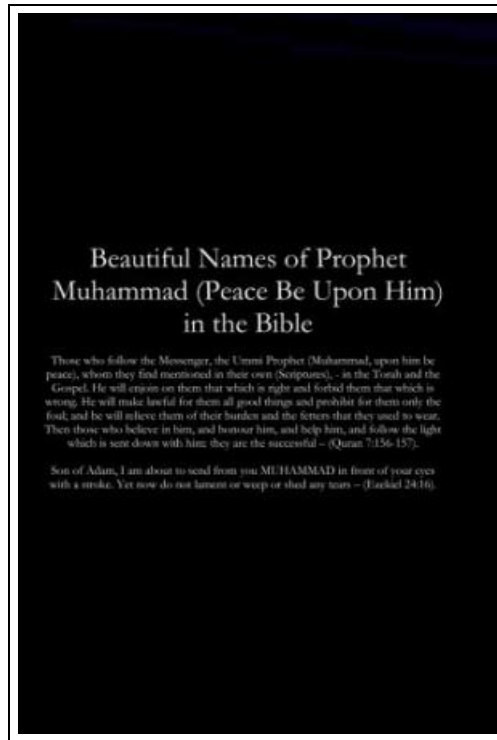 Beautiful Names of Prophet
Muhammad (Peace Be Upon Him)
in the Bible
Those who follow the Messenger, the Ummi Prophet (Muhammad, upon him be
peace), whom they find mentioned in their own (Scriptures), - in the Torah and the
Gospel. He will enjoin on them that which is right and forbid them that which is
wrong. He will make lawful for them all good things and prohibit for them only the
foul; and he will relieve them of their burden and the fetters that they used to wear.
Then those who believe in him, and honour him, and help him, and follow the light
which is sent down with him: they are the successful – (Quran 7:156-157).
Son of Adam, I am about to send from you MUHAMMAD in front of your eyes
with a stroke. Yet now do not lament or weep or shed any tears – (Ezekiel 24:16).